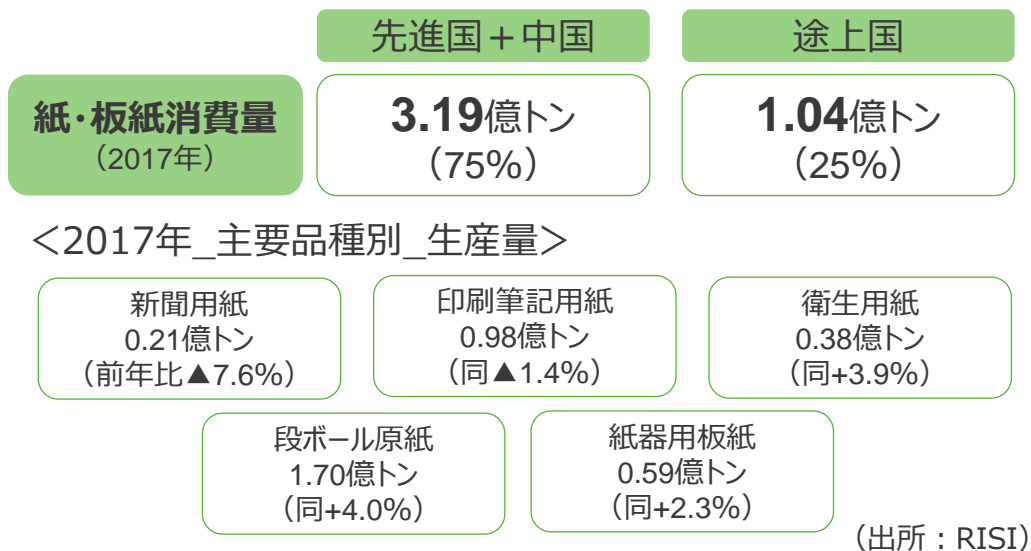 先進国＋中国
途上国
紙・板紙消費量
（2017年）
3.19億トン
（75%）
1.04億トン
（25%）
＜2017年_主要品種別_生産量＞
新聞用紙
0.21億トン
（前年比▲7.6%）
印刷筆記用紙
0.98億トン
（同▲1.4%）
衛生用紙
0.38億トン
（同+3.9%）
段ボール原紙
1.70億トン
（同+4.0%）
紙器用板紙
0.59億トン
（同+2.3%）
（出所：RISI）